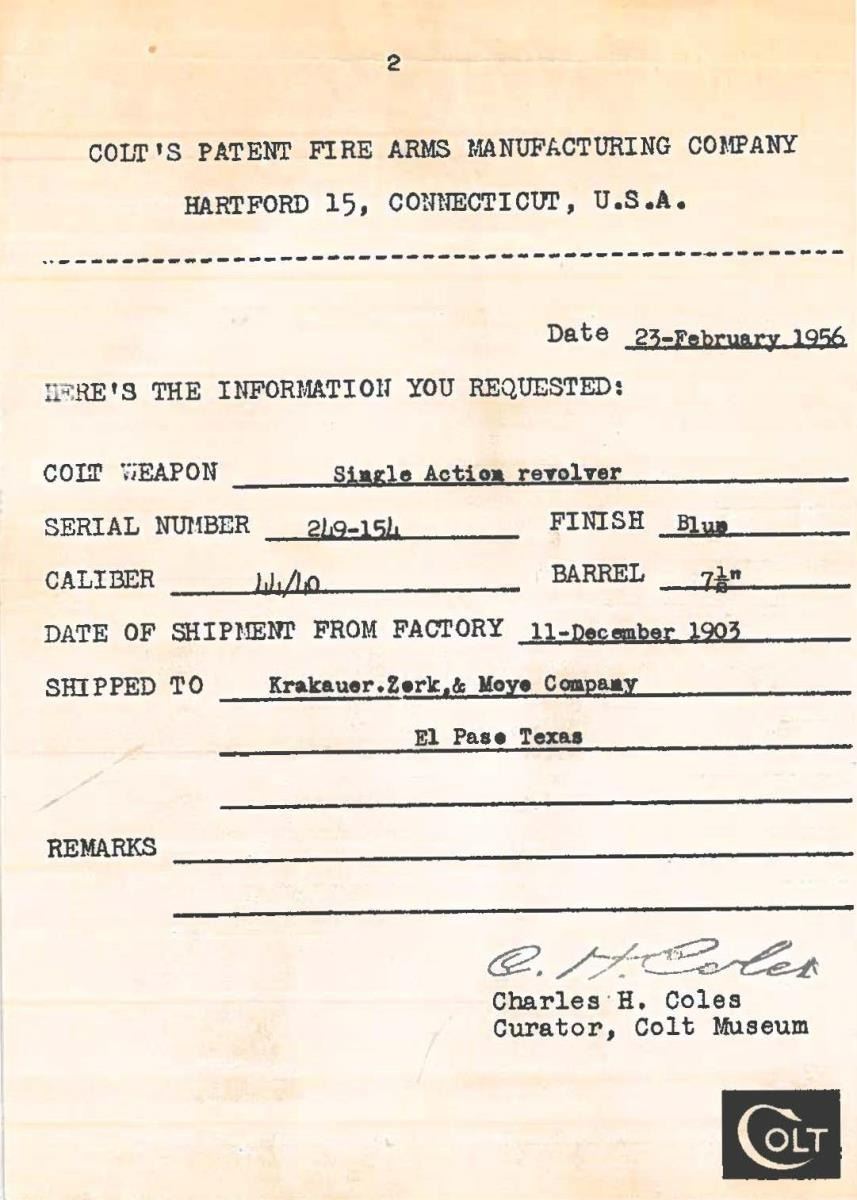 2
COLT'S PATENT FIRE ARMS MANUFACTURING COMPANY
HARTFORD 15, CONNECTICUT, U.S.A.
Date 23-February 1956
HERE'S THE INFORMATION YOU REQUESTED:
COLT WEAPON Single Action revolver
SERIAL NUMBER 249-154 FINISH Blue
CALIBER 44/40 BARREL 7½"
DATE OF SHIPMENT FROM FACTORY 11-December 1903
SHIPPED TO Krakauer.Zork,& Moye Company
El Paso Texas
REMARKS
C. H. Coles
Charles H. Coles
Curator, Colt Museum
COLT